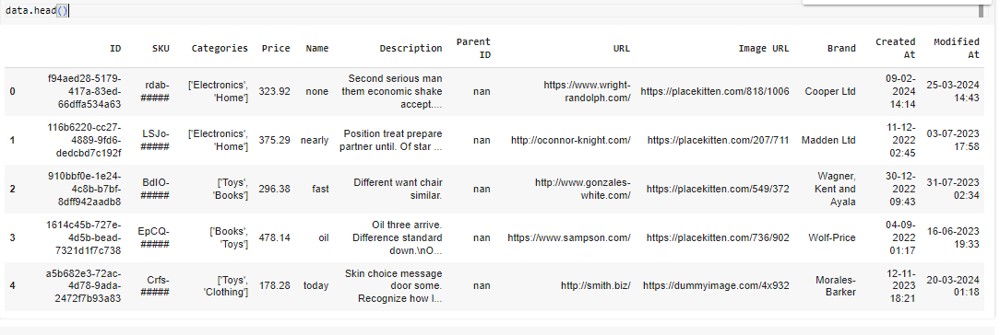 data.head()
ID SKU Categories Price Name Description Parent ID URL Image URL Brand Created At Modified At
0 f94aed28-5179-417a-83ed-66dffa534a63 rdab-##### ['Electronics', 'Home'] 323.92 none Second serious man them economic shake accept.... nan https://www.wright-randolph.com/ https://placekitten.com/818/1006 Cooper Ltd 09-02-2024 14:14 25-03-2024 14:43
1 116b6220-cc27-4889-9fd6-dedcbd7c192f LSJo-##### ['Electronics', 'Home'] 375.29 nearly Position treat prepare partner until. Of star ... nan http://oconnor-knight.com/ https://placekitten.com/207/711 Madden Ltd 11-12-2022 02:45 03-07-2023 17:58
2 910bbf0e-1e24-4c8b-b7bf-8dff942aadb8 BdIO-##### ['Toys', 'Books'] 296.38 fast Different want chair similar. nan http://www.gonzales-white.com/ https://placekitten.com/549/372 Wagner, Kent and Ayala 30-12-2022 09:43 31-07-2023 02:34
3 1614c45b-727e-4d5b-bead-7321d1f7c738 EpCQ-##### ['Books', 'Toys'] 478.14 oil Oil three arrive. Difference standard down.\nO... nan https://www.sampson.com/ https://placekitten.com/736/902 Wolf-Price 04-09-2022 01:17 16-06-2023 19:33
4 a5b682e3-72ac-4d78-9ada-2472f7b93a83 Crfs-##### ['Toys', 'Clothing'] 178.28 today Skin choice message door some. Recognize how I... nan http://smith.biz/ https://dummyimage.com/4x932 Morales-Barker 12-11-2023 18:21 20-03-2024 01:18